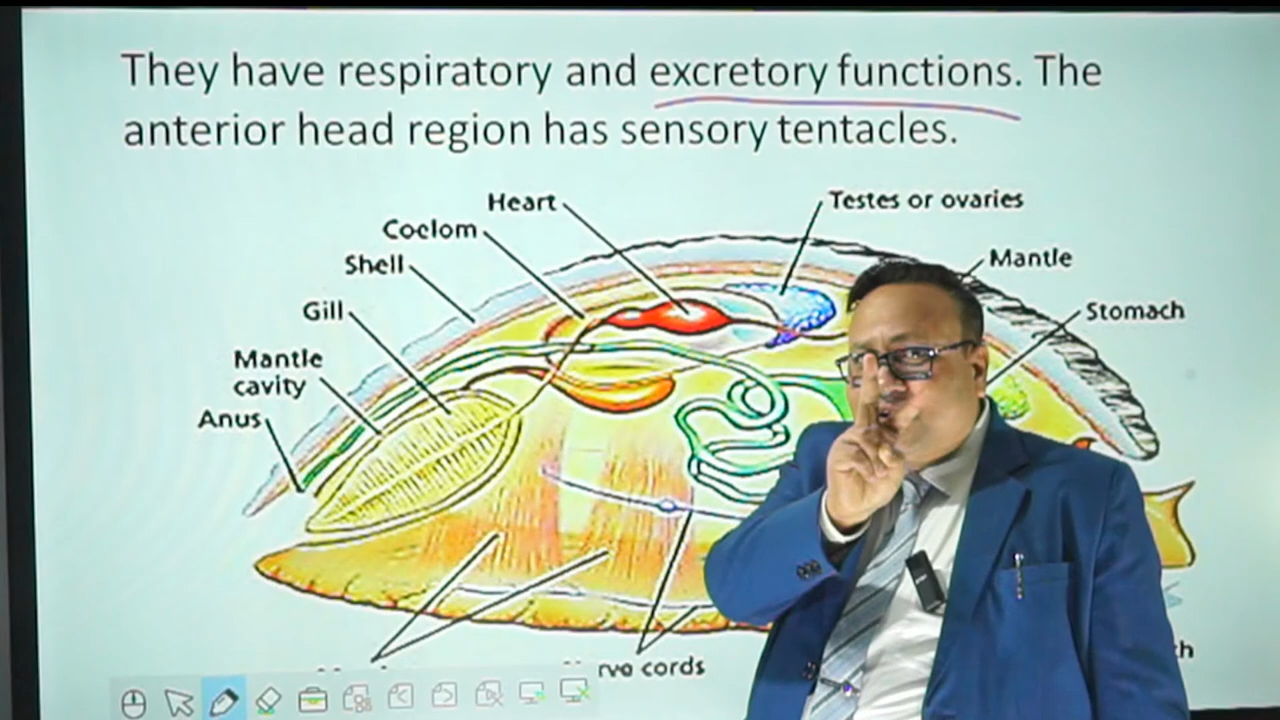 They have respiratory and excretory functions. The
anterior head region has sensory tentacles.
Heart
Testes or ovaries
Coelom
Shell
Mantle
Gill
Stomach
Mantle
cavity
Anus
cords